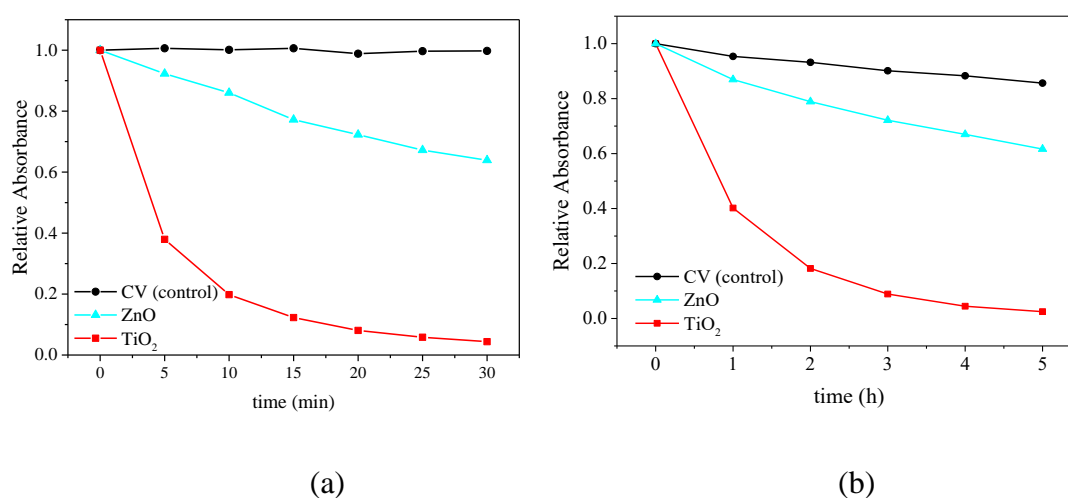 1.0
0.8
0.6
0.4
0.2
0.0
Relative Absorbance
CV (control)
ZnO
TiO₂
0 5 10 15 20 25 30
time (min)
(a)
1.0
0.8
0.6
0.4
0.2
0.0
Relative Absorbance
CV (control)
ZnO
TiO₂
0 1 2 3 4 5
time (h)
(b)